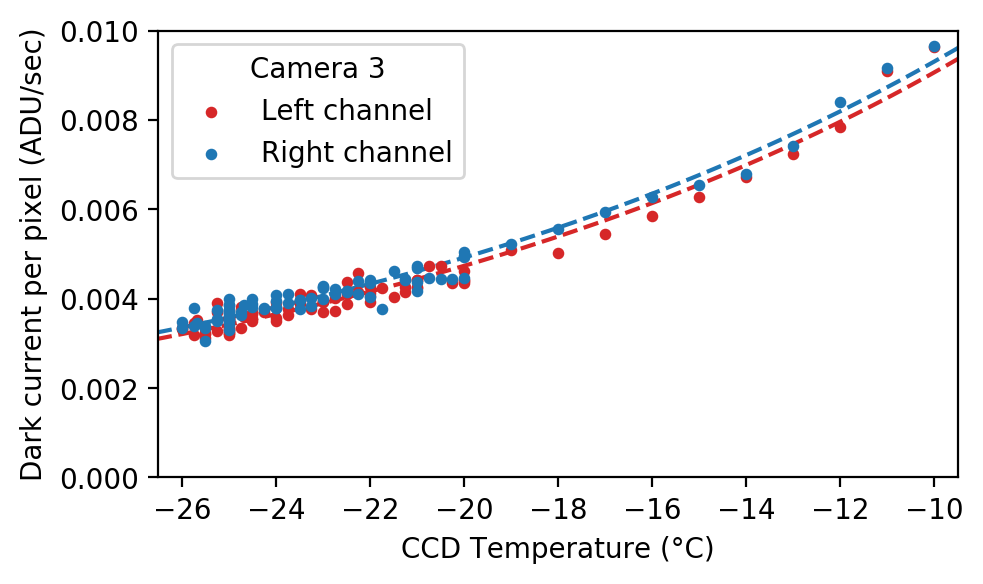 0.010
0.008
0.006
0.004
0.002
0.000
Dark current per pixel (ADU/sec)
Camera 3
Left channel
Right channel
−26 −24 −22 −20 −18 −16 −14 −12 −10
CCD Temperature (°C)